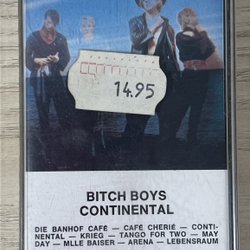 14.95
BITCH BOYS
CONTINENTAL
DIE BANHOF CAFÉ – CAFÉ CHERIÉ – CONTI-
NENTAL – KRIEG – TANGO FOR TWO – MAY
DAY – MLLE BAISER – ARENA – LEBENSRAUM